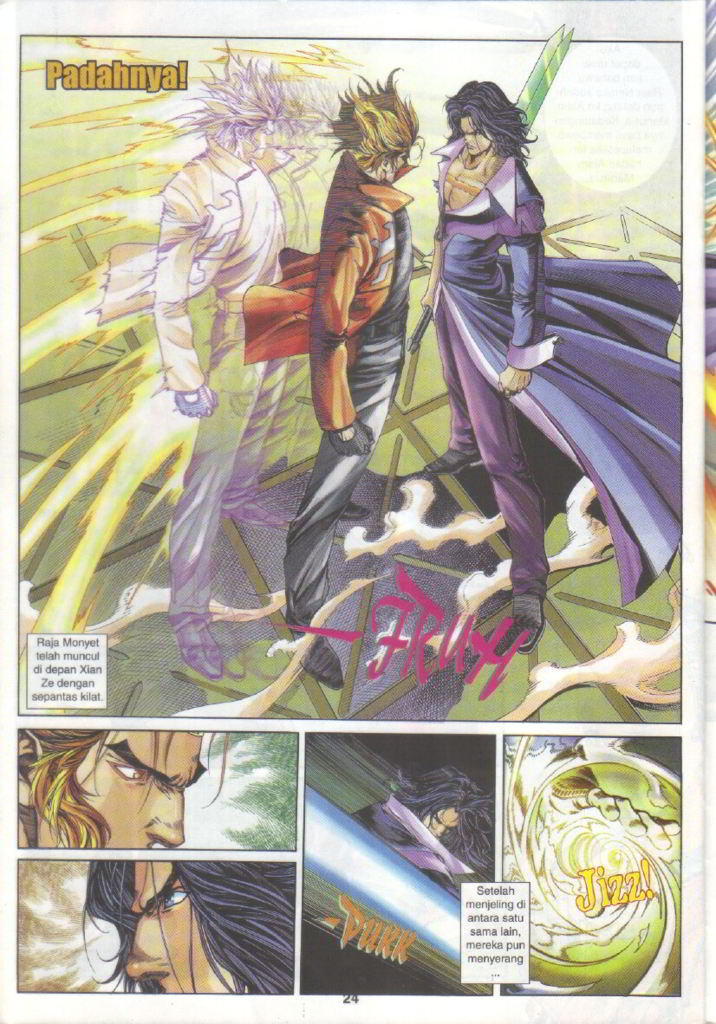 Padahnya!
Raja Monyet
telah muncul
di depan Xian
Ze dengan
sepantas kilat.
FRUXX
DUKK
Jizz!
Setelah
menjeling di
antara satu
sama lain,
mereka pun
menyerang
...
24